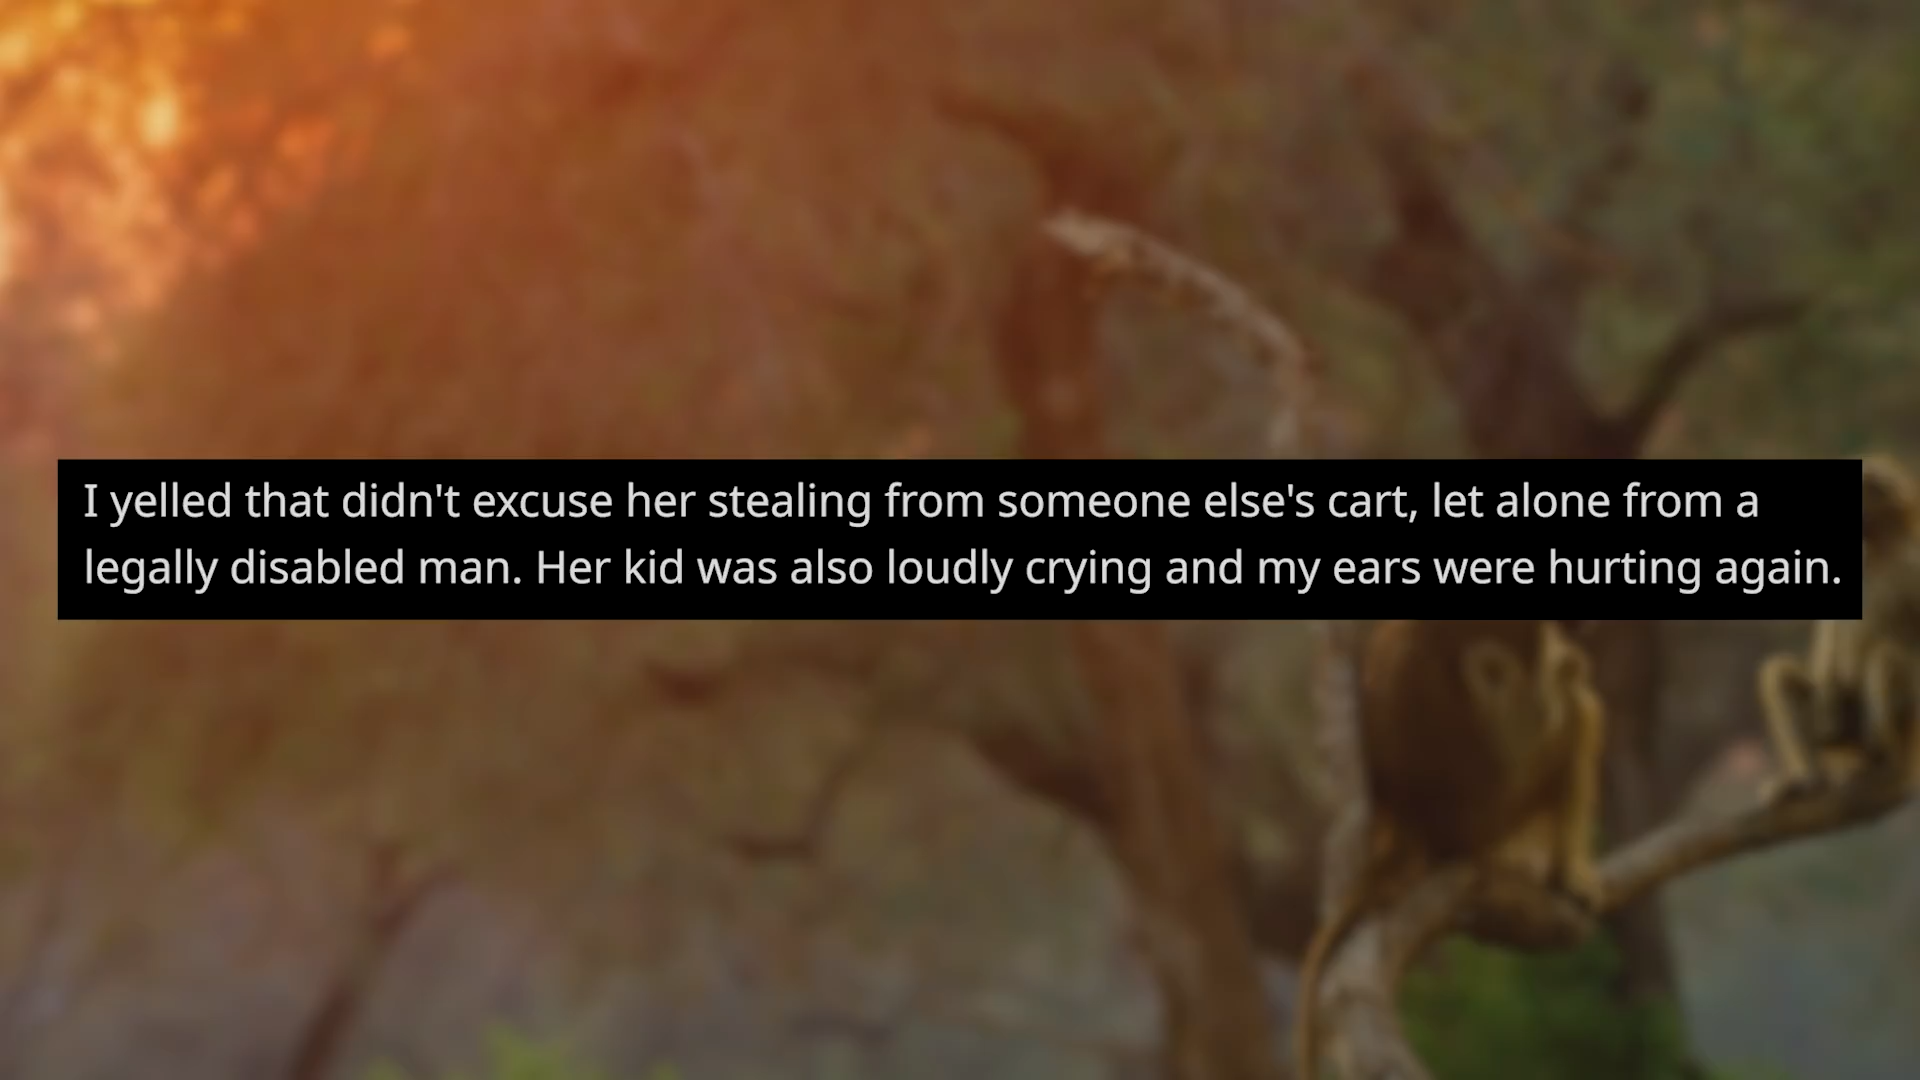 I yelled that didn't excuse her stealing from someone else's cart, let alone from a
legally disabled man. Her kid was also loudly crying and my ears were hurting again.